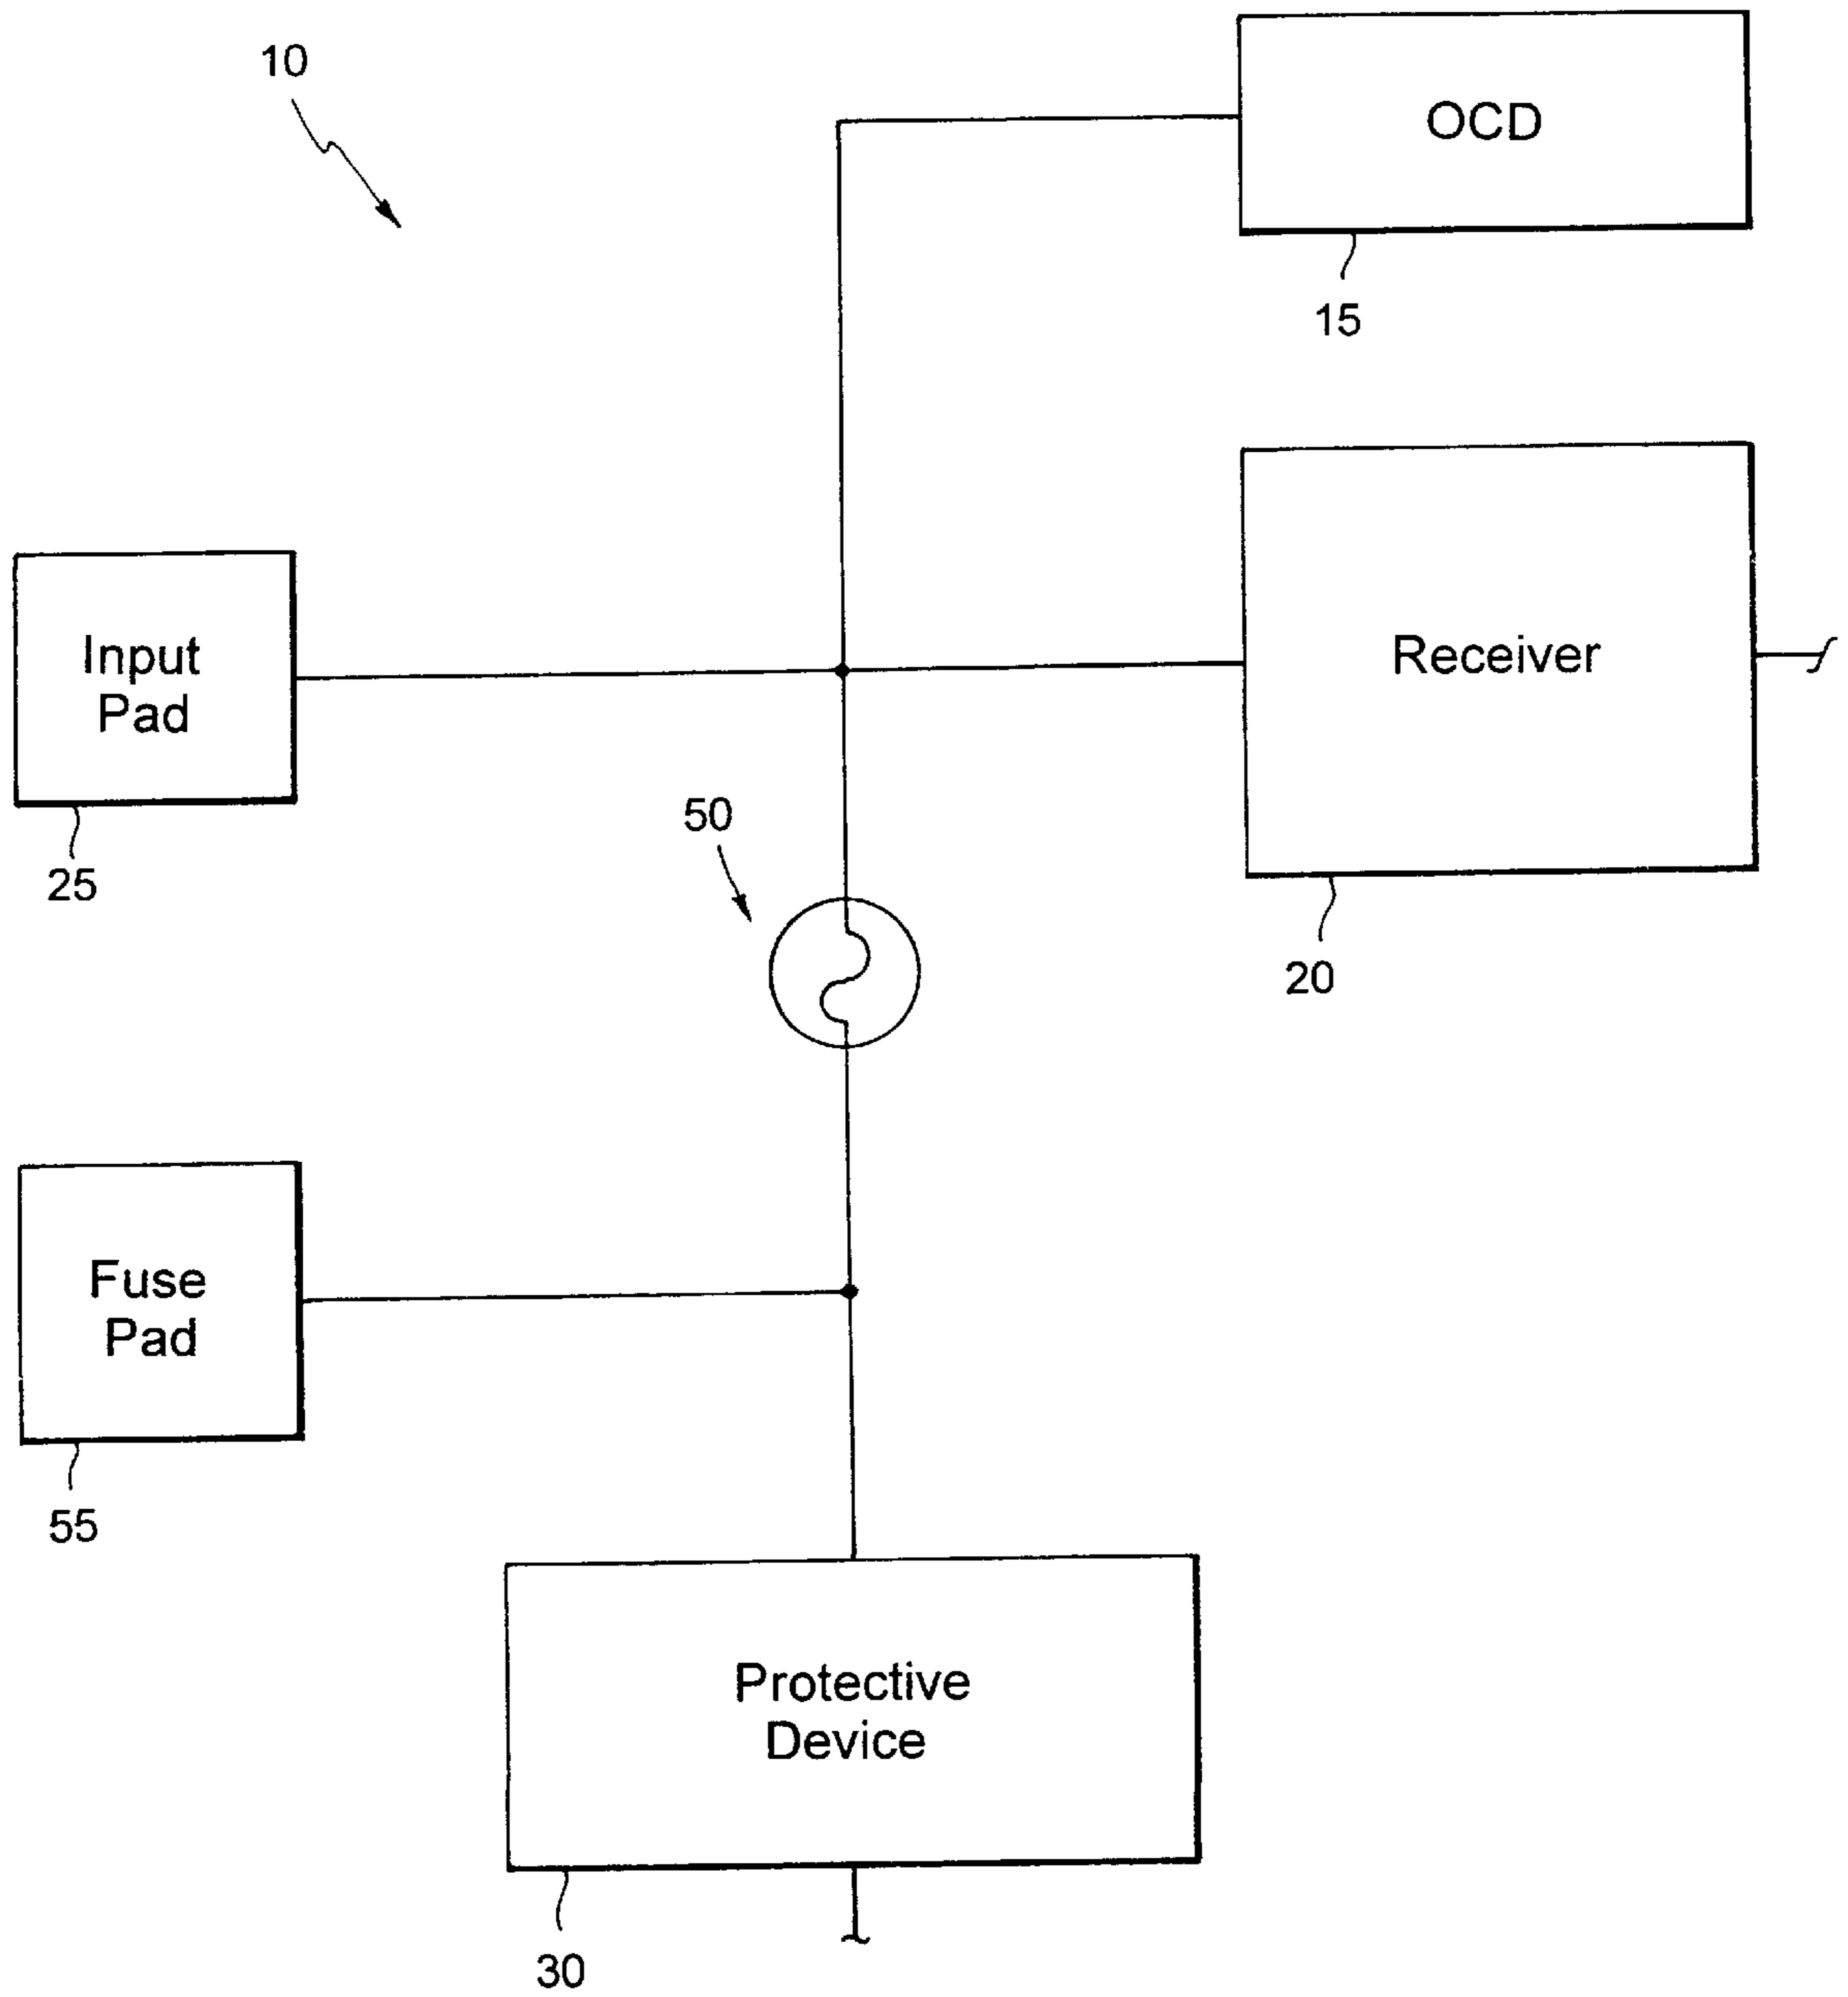 10
OCD
15
Input
Pad
25
Receiver
20
50
Fuse
Pad
55
Protective
Device
30